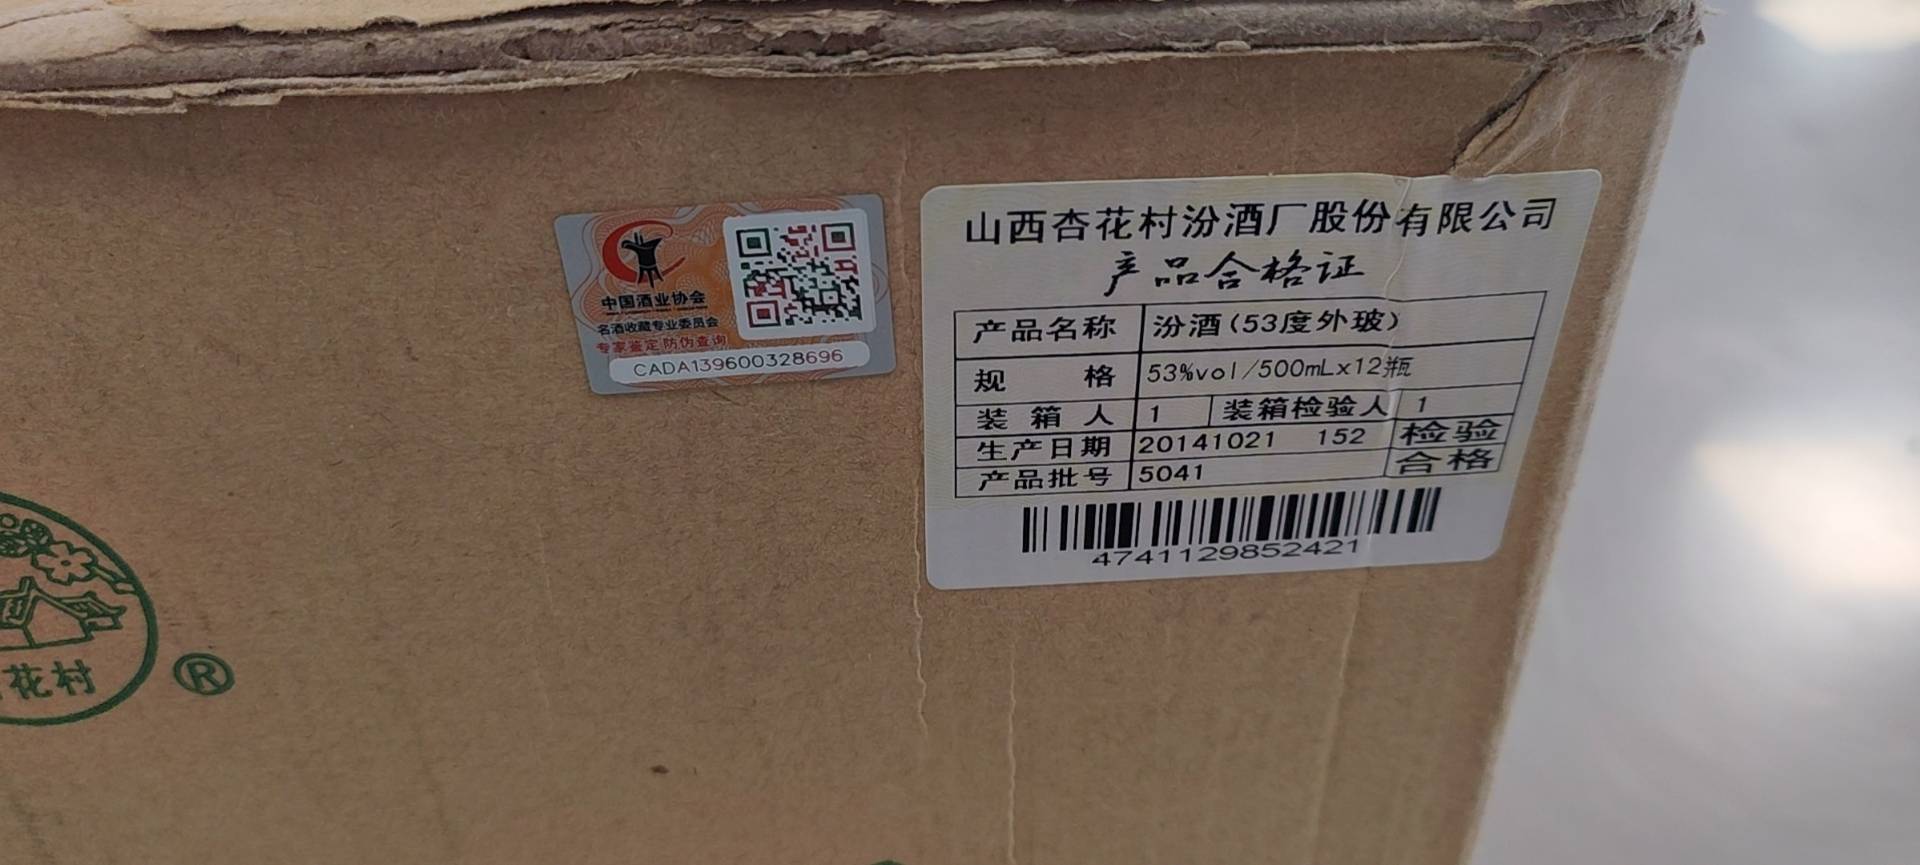 中国酒业协会
名酒收藏专业委员会
专家鉴定 防伪查询
CADA139600328696
山西杏花村汾酒厂股份有限公司
产品合格证
产品名称 汾酒(53度外玻)
规 格 53%vol/500mLx12瓶
装 箱 人 1 装箱检验人 1
生产日期 20141021 152 检验
产品批号 5041 合格
4741129852421
花村
®